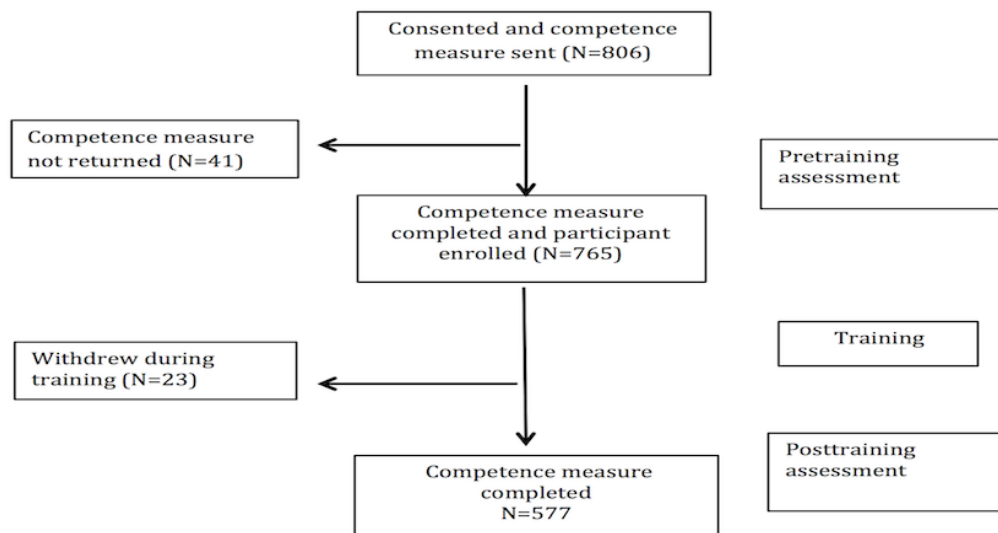 Consented and competence
measure sent (N=806)
Competence measure
not returned (N=41)
Pretraining
assessment
Competence measure
completed and participant
enrolled (N=765)
Training
Withdrew during
training (N=23)
Posttraining
assessment
Competence measure
completed
N=577